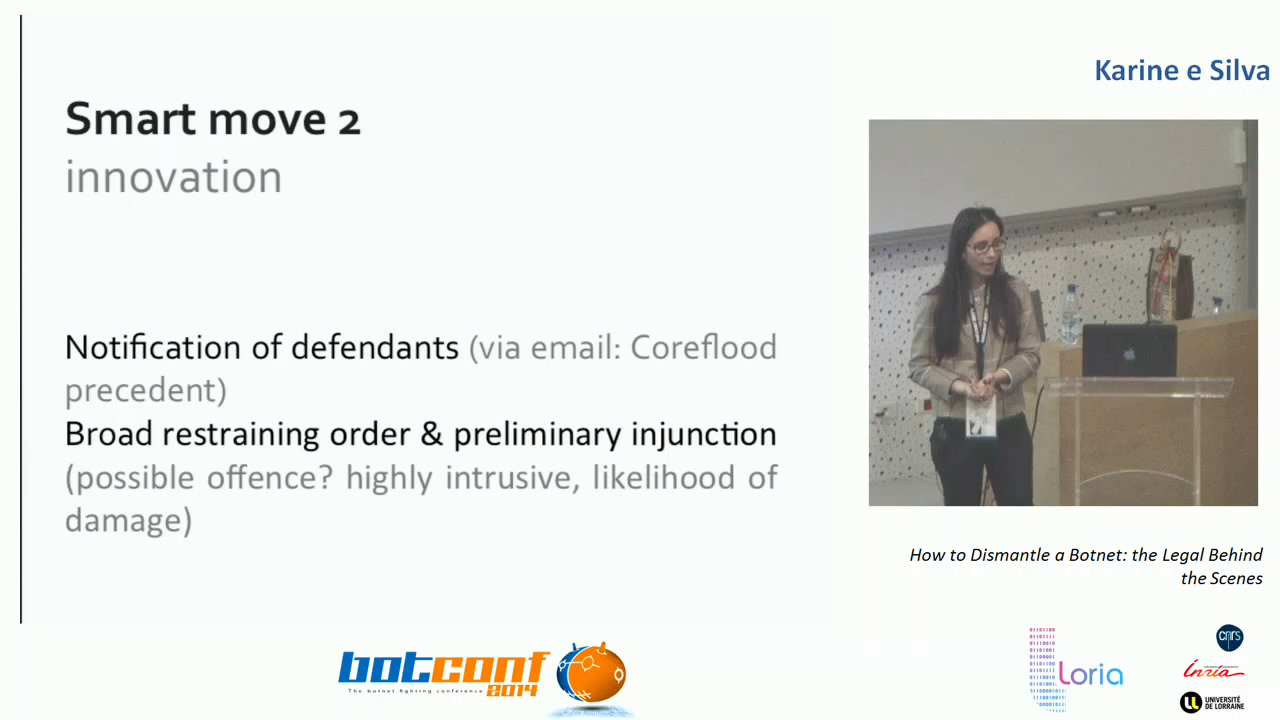 Karine e Silva
Smart move 2
innovation
Notification of defendants (via email: Coreflood
precedent)
Broad restraining order & preliminary injunction
(possible offence? highly intrusive, likelihood of
damage)
How to Dismantle a Botnet: the Legal Behind
the Scenes
botconf
2014
The botnet fighting conference
Loria
cnrs
Inria
UNIVERSITÉ
DE LORRAINE